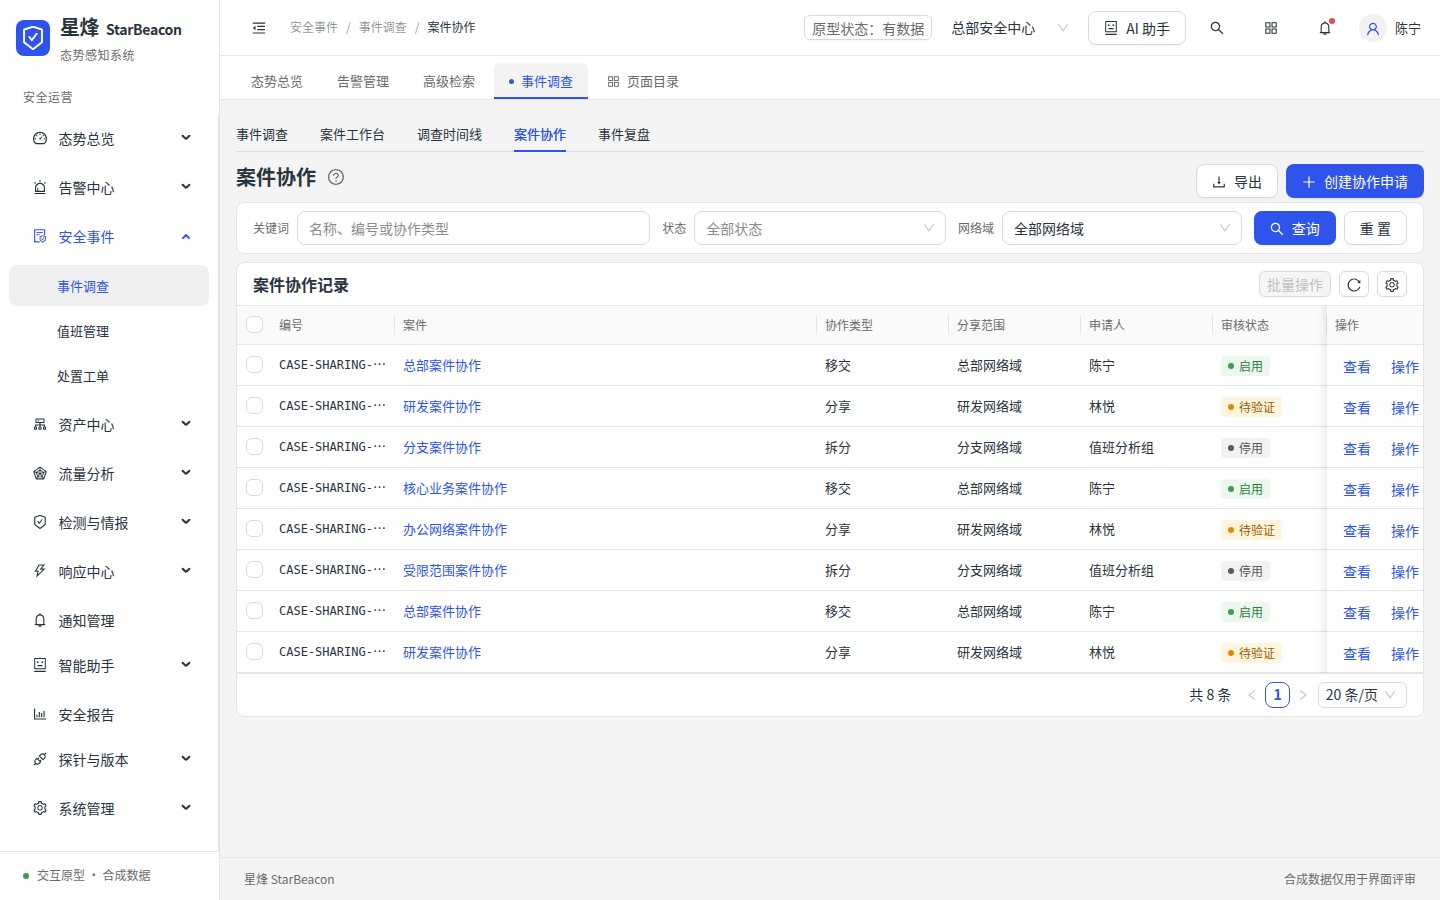 星烽 StarBeacon
态势感知系统
安全运营
态势总览
告警中心
安全事件
事件调查
值班管理
处置工单
资产中心
流量分析
检测与情报
响应中心
通知管理
智能助手
安全报告
探针与版本
系统管理
交互原型 · 合成数据
安全事件 / 事件调查 / 案件协作
原型状态：有数据
总部安全中心
AI 助手
陈宁
态势总览 告警管理 高级检索 事件调查 页面目录
事件调查 案件工作台 调查时间线 案件协作 事件复盘
案件协作
导出
创建协作申请
关键词 名称、编号或协作类型 状态 全部状态 网络域 全部网络域 查询 重 置
案件协作记录
批量操作
编号 案件 协作类型 分享范围 申请人 审核状态 操作
CASE-SHARING-··· 总部案件协作 移交 总部网络域 陈宁 启用 查看 操作
CASE-SHARING-··· 研发案件协作 分享 研发网络域 林悦 待验证 查看 操作
CASE-SHARING-··· 分支案件协作 拆分 分支网络域 值班分析组 停用 查看 操作
CASE-SHARING-··· 核心业务案件协作 移交 总部网络域 陈宁 启用 查看 操作
CASE-SHARING-··· 办公网络案件协作 分享 研发网络域 林悦 待验证 查看 操作
CASE-SHARING-··· 受限范围案件协作 拆分 分支网络域 值班分析组 停用 查看 操作
CASE-SHARING-··· 总部案件协作 移交 总部网络域 陈宁 启用 查看 操作
CASE-SHARING-··· 研发案件协作 分享 研发网络域 林悦 待验证 查看 操作
共 8 条 < 1 > 20 条/页
星烽 StarBeacon
合成数据仅用于界面评审